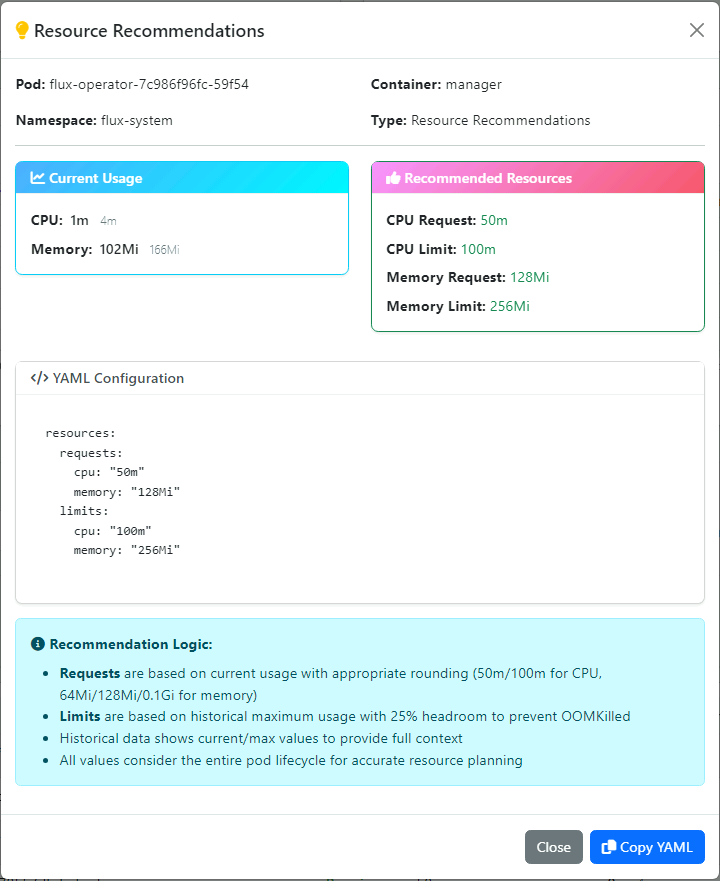 Resource Recommendations
Pod: flux-operator-7c986f96fc-59f54
Container: manager
Namespace: flux-system
Type: Resource Recommendations
Current Usage
CPU: 1m 4m
Memory: 102Mi 166Mi
Recommended Resources
CPU Request: 50m
CPU Limit: 100m
Memory Request: 128Mi
Memory Limit: 256Mi
</> YAML Configuration
resources:
  requests:
    cpu: "50m"
    memory: "128Mi"
  limits:
    cpu: "100m"
    memory: "256Mi"
Recommendation Logic:
• Requests are based on current usage with appropriate rounding (50m/100m for CPU,
64Mi/128Mi/0.1Gi for memory)
• Limits are based on historical maximum usage with 25% headroom to prevent OOMKilled
• Historical data shows current/max values to provide full context
• All values consider the entire pod lifecycle for accurate resource planning
Close
Copy YAML